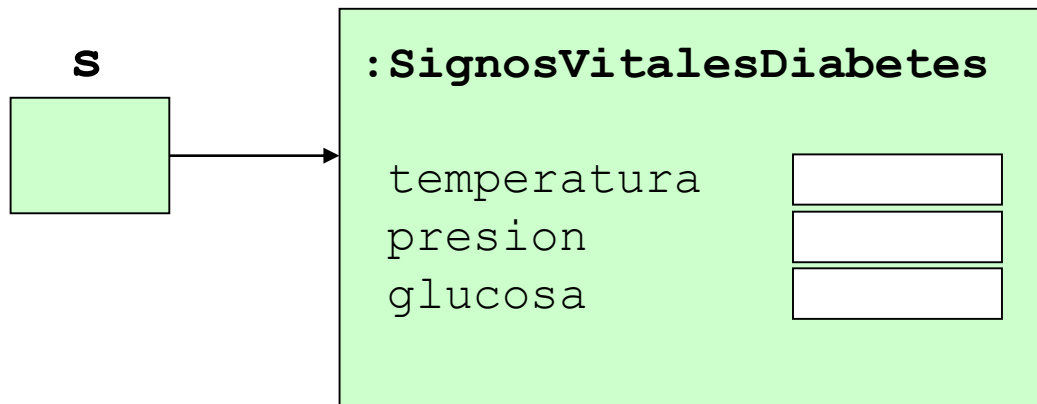 s
:SignosVitalesDiabetes
temperatura
presion
glucosa